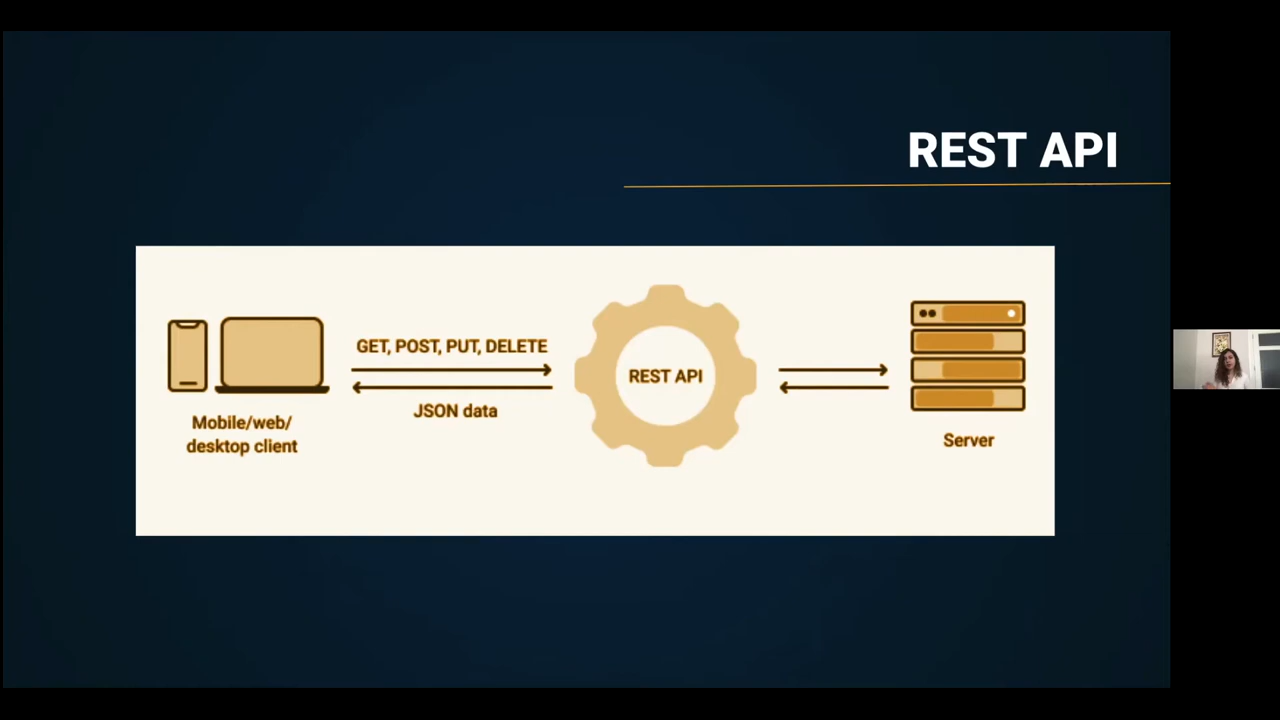 REST API
GET, POST, PUT, DELETE
JSON data
Mobile/web/
desktop client
REST API
Server